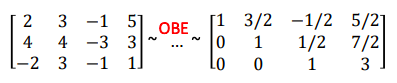 [2 3 −1 5] OBE [1 3/2 −1/2 5/2]
[4 4 −3 3] ~ ... ~ [0 1 1/2 7/2]
[−2 3 −1 1] [0 0 1 3]